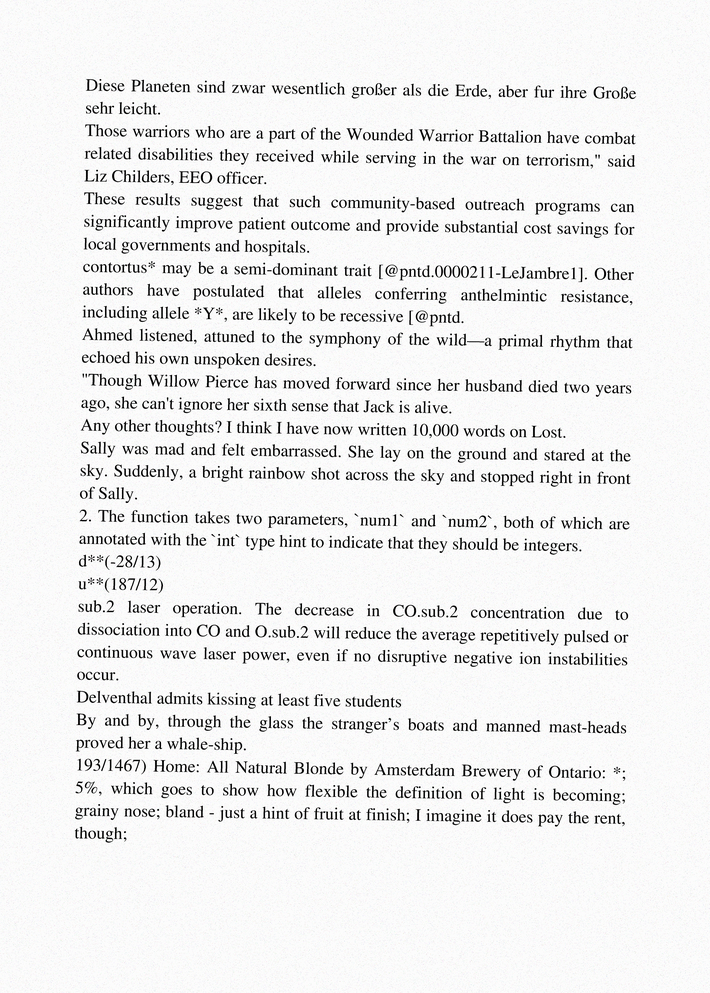 Diese Planeten sind zwar wesentlich großer als die Erde, aber fur ihre Große
sehr leicht.
Those warriors who are a part of the Wounded Warrior Battalion have combat
related disabilities they received while serving in the war on terrorism," said
Liz Childers, EEO officer.
These results suggest that such community-based outreach programs can
significantly improve patient outcome and provide substantial cost savings for
local governments and hospitals.
contortus* may be a semi-dominant trait [@pntd.0000211-LeJambre1]. Other
authors have postulated that alleles conferring anthelmintic resistance,
including allele *Y*, are likely to be recessive [@pntd.
Ahmed listened, attuned to the symphony of the wild—a primal rhythm that
echoed his own unspoken desires.
"Though Willow Pierce has moved forward since her husband died two years
ago, she can't ignore her sixth sense that Jack is alive.
Any other thoughts? I think I have now written 10,000 words on Lost.
Sally was mad and felt embarrassed. She lay on the ground and stared at the
sky. Suddenly, a bright rainbow shot across the sky and stopped right in front
of Sally.
2. The function takes two parameters, `num1` and `num2`, both of which are
annotated with the `int` type hint to indicate that they should be integers.
d**(-28/13)
u**(187/12)
sub.2 laser operation. The decrease in CO.sub.2 concentration due to
dissociation into CO and O.sub.2 will reduce the average repetitively pulsed or
continuous wave laser power, even if no disruptive negative ion instabilities
occur.
Delventhal admits kissing at least five students
By and by, through the glass the stranger’s boats and manned mast-heads
proved her a whale-ship.
193/1467) Home: All Natural Blonde by Amsterdam Brewery of Ontario: *;
5%, which goes to show how flexible the definition of light is becoming;
grainy nose; bland - just a hint of fruit at finish; I imagine it does pay the rent,
though;